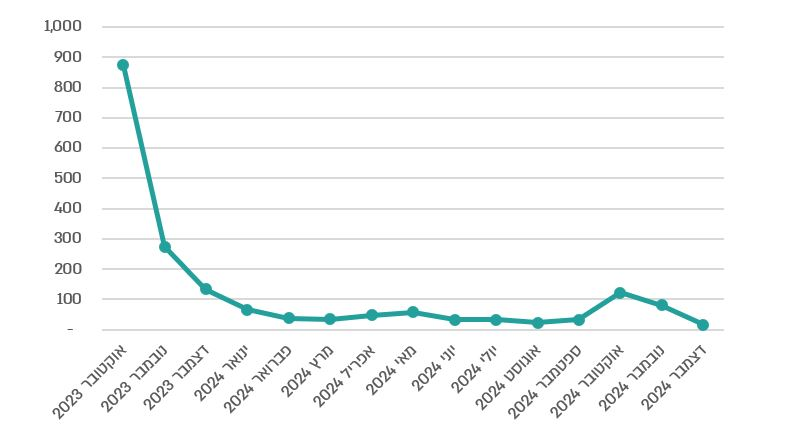 1,000
900
800
700
600
500
400
300
200
100
-
אוקטובר 2023
נובמבר 2023
דצמבר 2023
ינואר 2024
פברואר 2024
מרץ 2024
אפריל 2024
מאי 2024
יוני 2024
יולי 2024
אוגוסט 2024
ספטמבר 2024
אוקטובר 2024
נובמבר 2024
דצמבר 2024